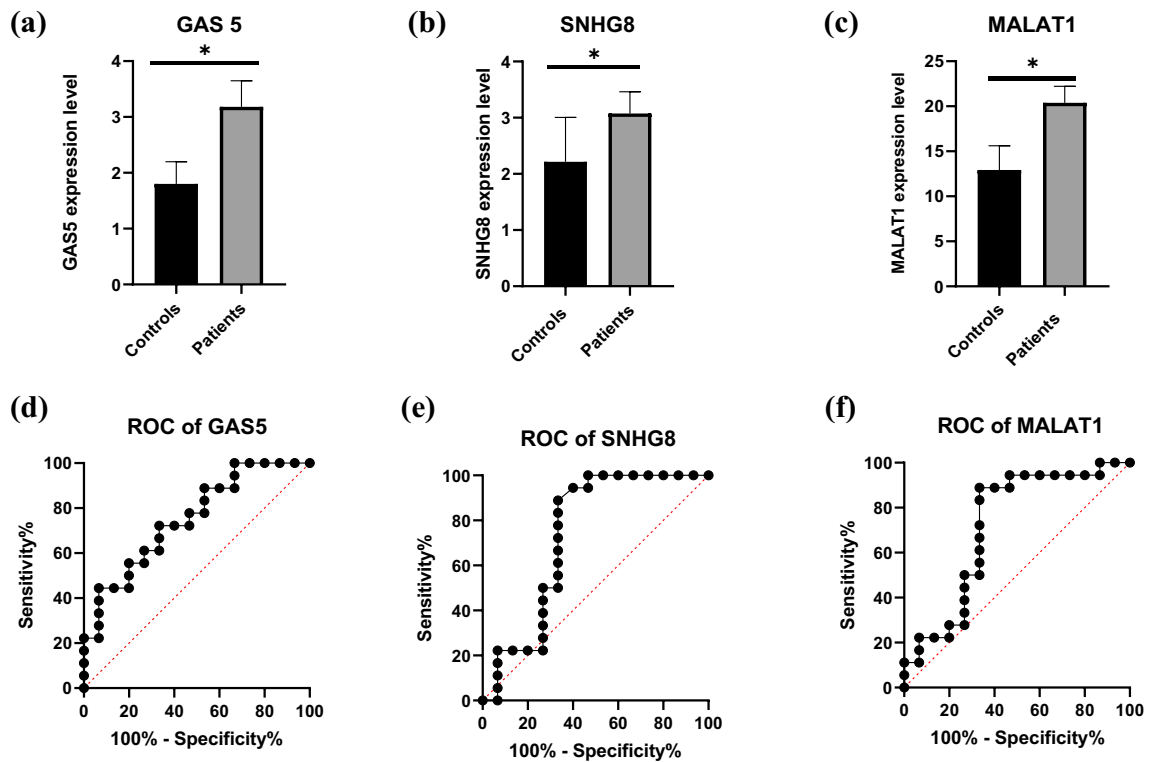 (a)
GAS 5
*
GAS5 expression level
4
3
2
1
0
Controls
Patients
(b)
SNHG8
*
SNHG8 expression level
4
3
2
1
0
Controls
Patients
(c)
MALAT1
*
MALAT1 expression level
25
20
15
10
5
0
Controls
Patients
(d)
ROC of GAS5
Sensitivity%
100
80
60
40
20
0
0 20 40 60 80 100
100% - Specificity%
(e)
ROC of SNHG8
Sensitivity%
100
80
60
40
20
0
0 20 40 60 80 100
100% - Specificity%
(f)
ROC of MALAT1
Sensitivity%
100
80
60
40
20
0
0 20 40 60 80 100
100% - Specificity%